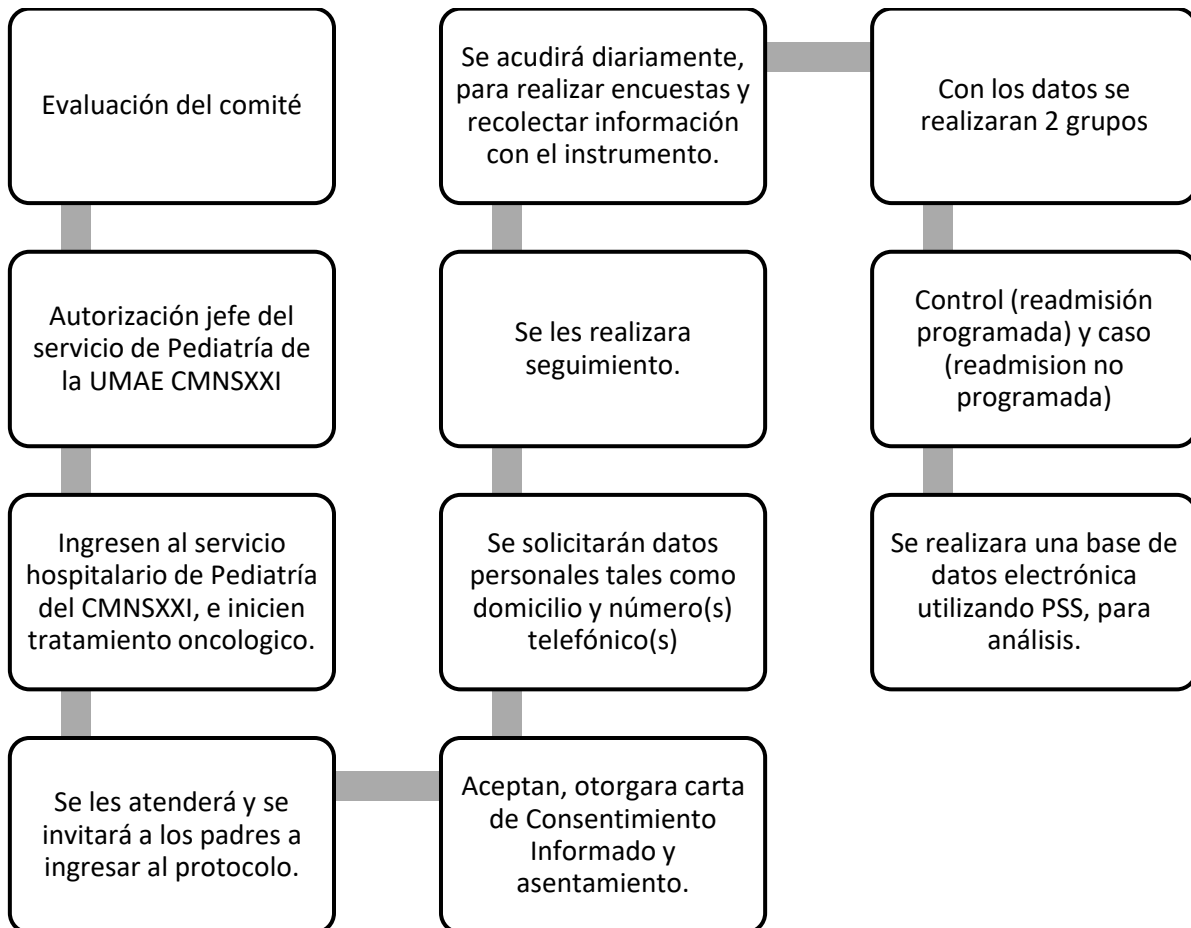 Evaluación del comité
Autorización jefe del
servicio de Pediatría de
la UMAE CMNSXXI
Ingresen al servicio
hospitalario de Pediatría
del CMNSXXI, e inicien
tratamiento oncologico.
Se les atenderá y se
invitará a los padres a
ingresar al protocolo.
Aceptan, otorgara carta
de Consentimiento
Informado y
asentamiento.
Se solicitarán datos
personales tales como
domicilio y número(s)
telefónico(s)
Se les realizara
seguimiento.
Se acudirá diariamente,
para realizar encuestas y
recolectar información
con el instrumento.
Con los datos se
realizaran 2 grupos
Control (readmisión
programada) y caso
(readmision no
programada)
Se realizara una base de
datos electrónica
utilizando PSS, para
análisis.